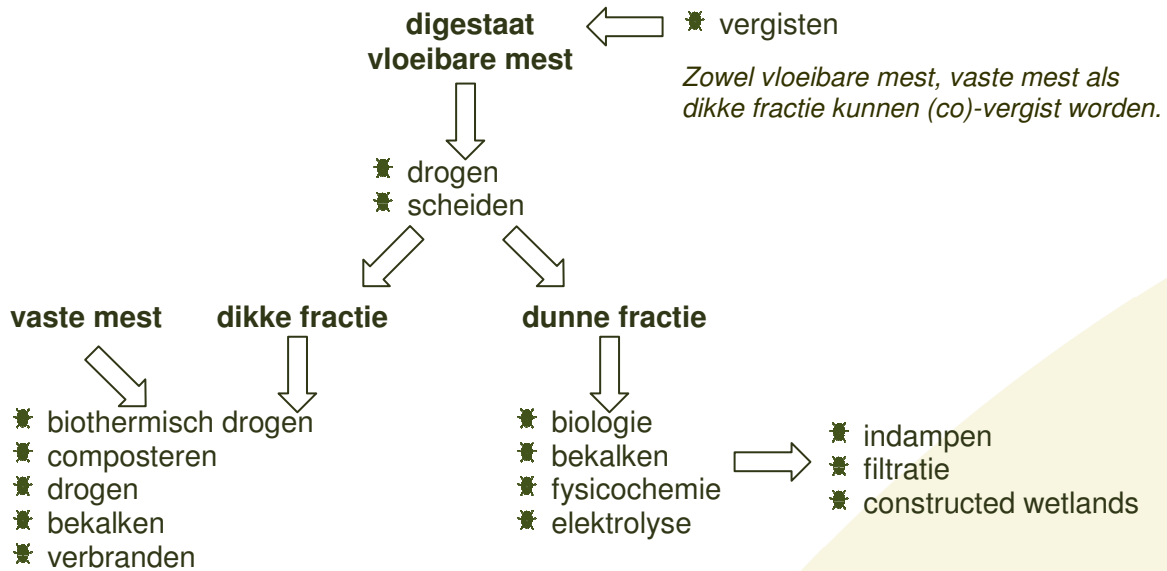 digestaat
vloeibare mest
vergisten
Zowel vloeibare mest, vaste mest als
dikke fractie kunnen (co)-vergist worden.
drogen
scheiden
vaste mest
dikke fractie
dunne fractie
biothermisch drogen
composteren
drogen
bekalken
verbranden
biologie
bekalken
fysicochemie
elektrolyse
indampen
filtratie
constructed wetlands